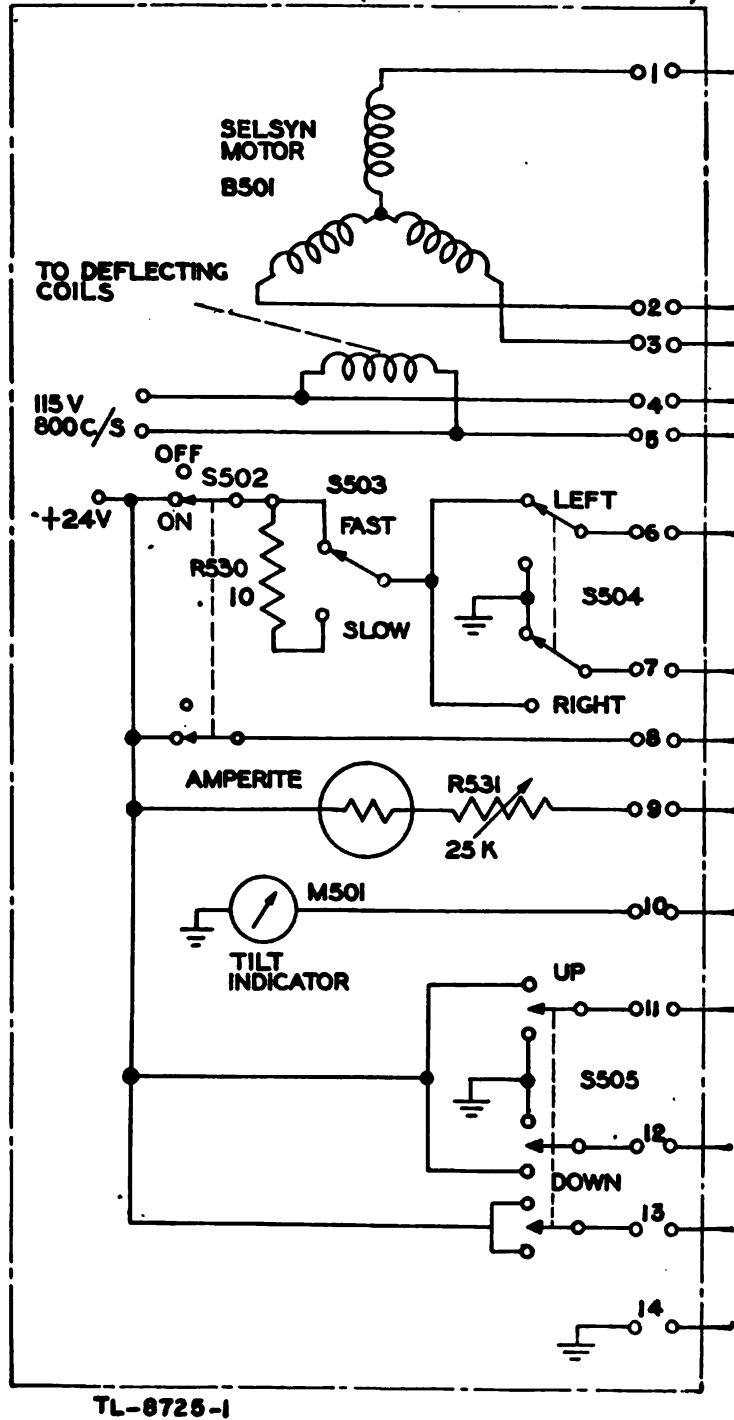 1
SELSYN
MOTOR
B501
TO DEFLECTING
COILS
2
3
115 V
800 C/S
4
5
OFF
S502
S503
LEFT
+24V
ON
FAST
6
R530
10
S504
SLOW
7
RIGHT
8
AMPERITE
R531
9
25 K
M501
10
TILT
INDICATOR
UP
11
S505
12
DOWN
13
14
TL-8725-1